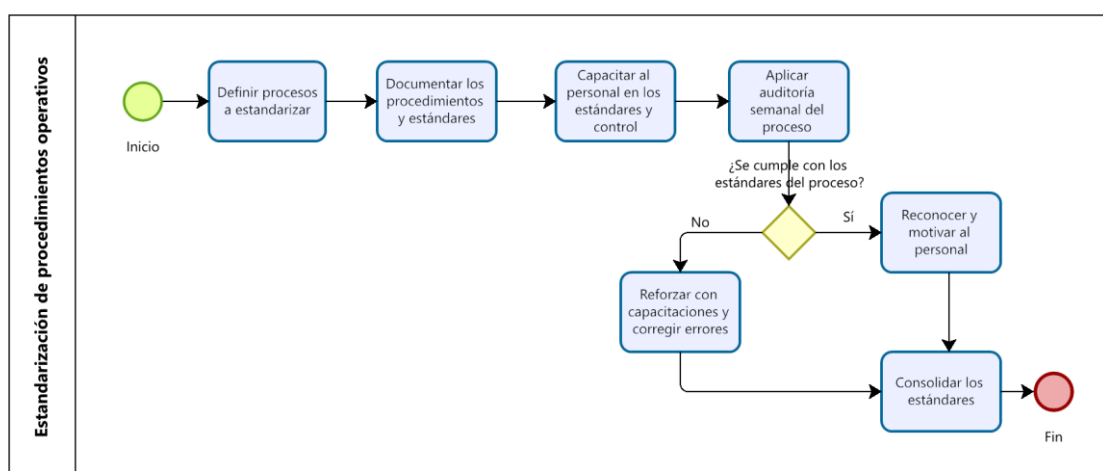 Estandarización de procedimientos operativos
Inicio
Definir procesos
a estandarizar
Documentar los
procedimientos
y estándares
Capacitar al
personal en los
estándares y
control
Aplicar
auditoría
semanal del
proceso
¿Se cumple con los
estándares del proceso?
No
Sí
Reconocer y
motivar al
personal
Reforzar con
capacitaciones y
corregir errores
Consolidar los
estándares
Fin